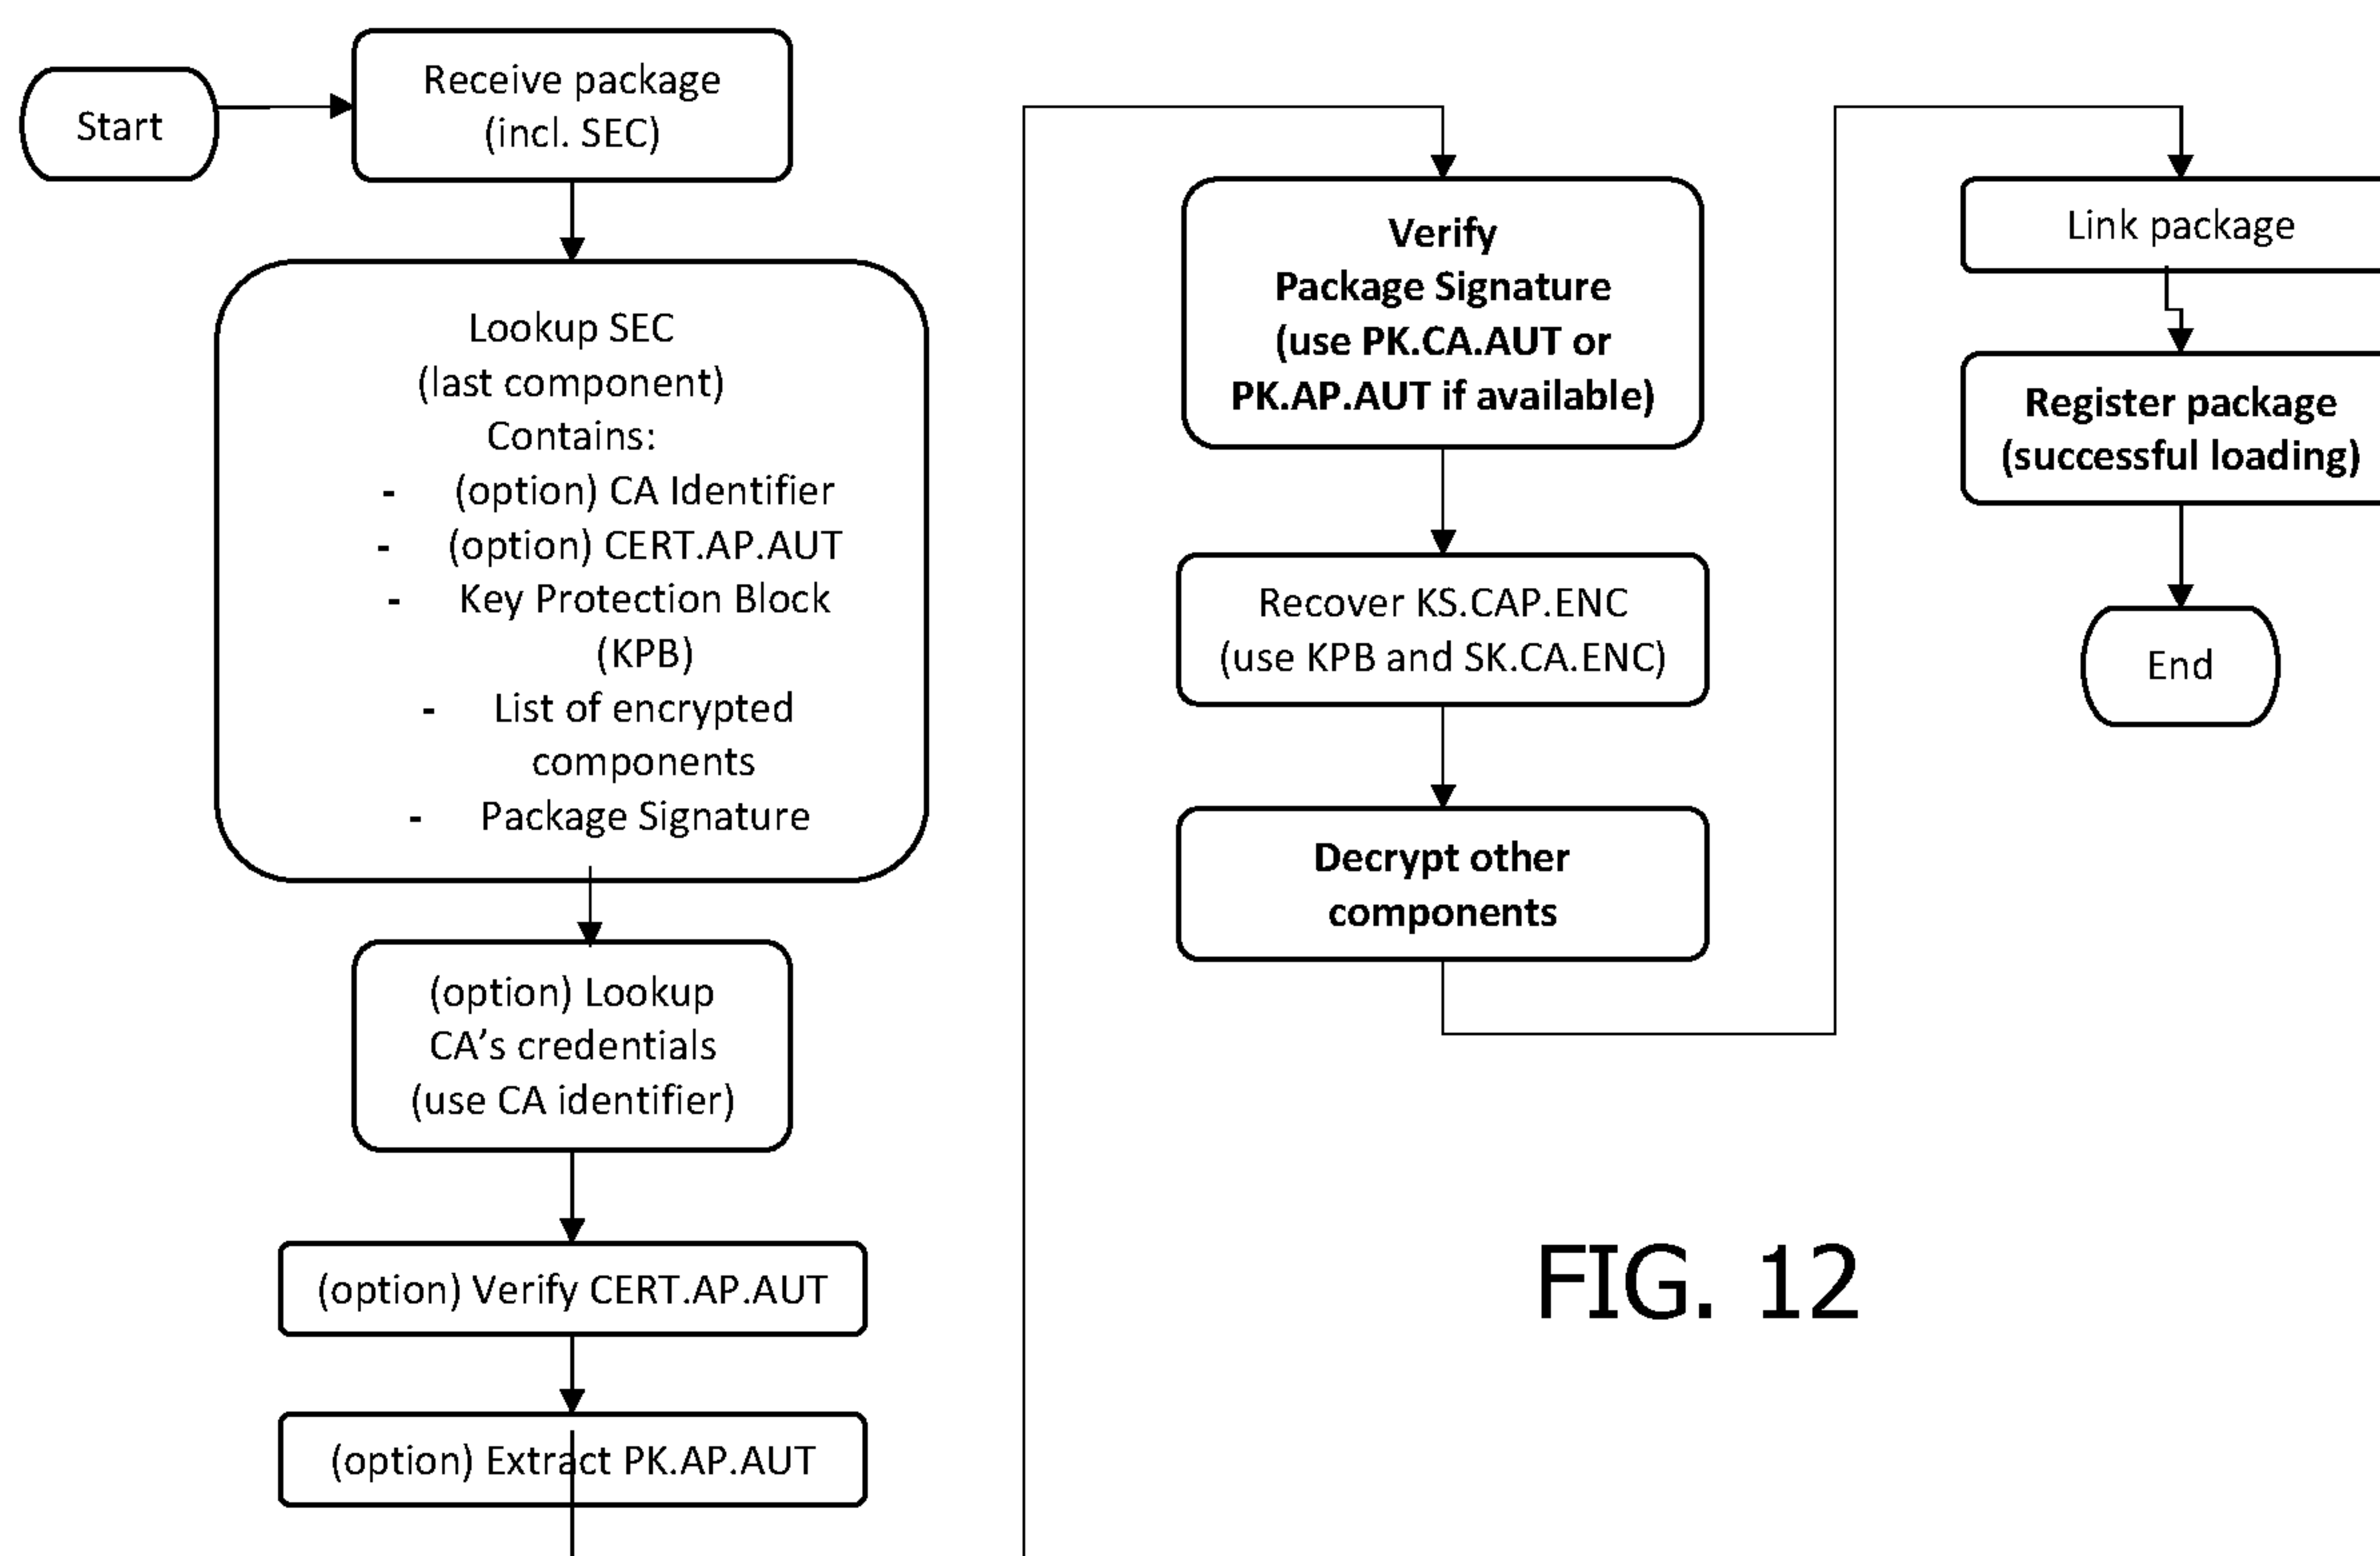 Start
Receive package
(incl. SEC)
Lookup SEC
(last component)
Contains:
- (option) CA Identifier
- (option) CERT.AP.AUT
- Key Protection Block
(KPB)
- List of encrypted
components
- Package Signature
(option) Lookup
CA’s credentials
(use CA identifier)
(option) Verify CERT.AP.AUT
(option) Extract PK.AP.AUT
Verify
Package Signature
(use PK.CA.AUT or
PK.AP.AUT if available)
Recover KS.CAP.ENC
(use KPB and SK.CA.ENC)
Decrypt other
components
Link package
Register package
(successful loading)
End
FIG. 12